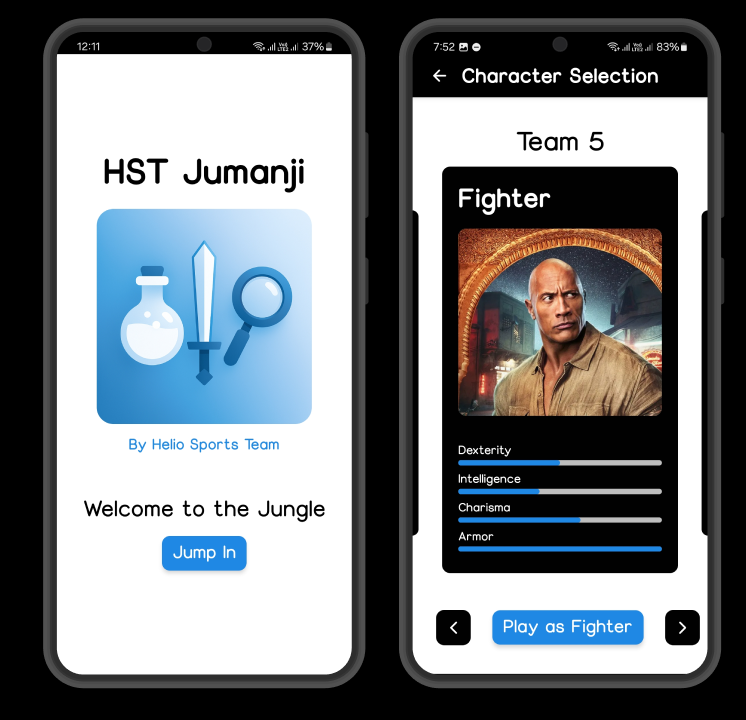 12:11
37%
HST Jumanji
By Helio Sports Team
Welcome to the Jungle
Jump In
7:52
83%
Character Selection
Team 5
Fighter
Dexterity
Intelligence
Charisma
Armor
Play as Fighter